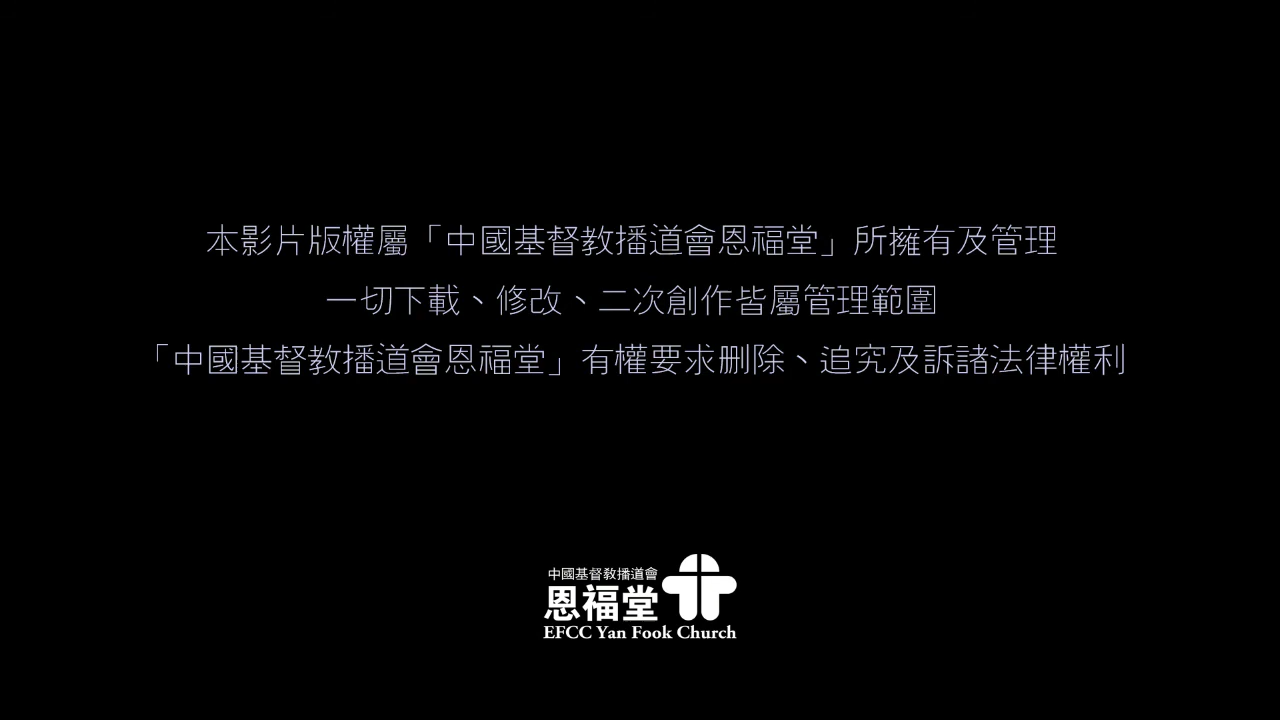 本影片版權屬「中國基督教播道會恩福堂」所擁有及管理
一切下載、修改、二次創作皆屬管理範圍
「中國基督教播道會恩福堂」有權要求删除、追究及訴諸法律權利
中國基督教播道會
恩福堂
EFCC Yan Fook Church